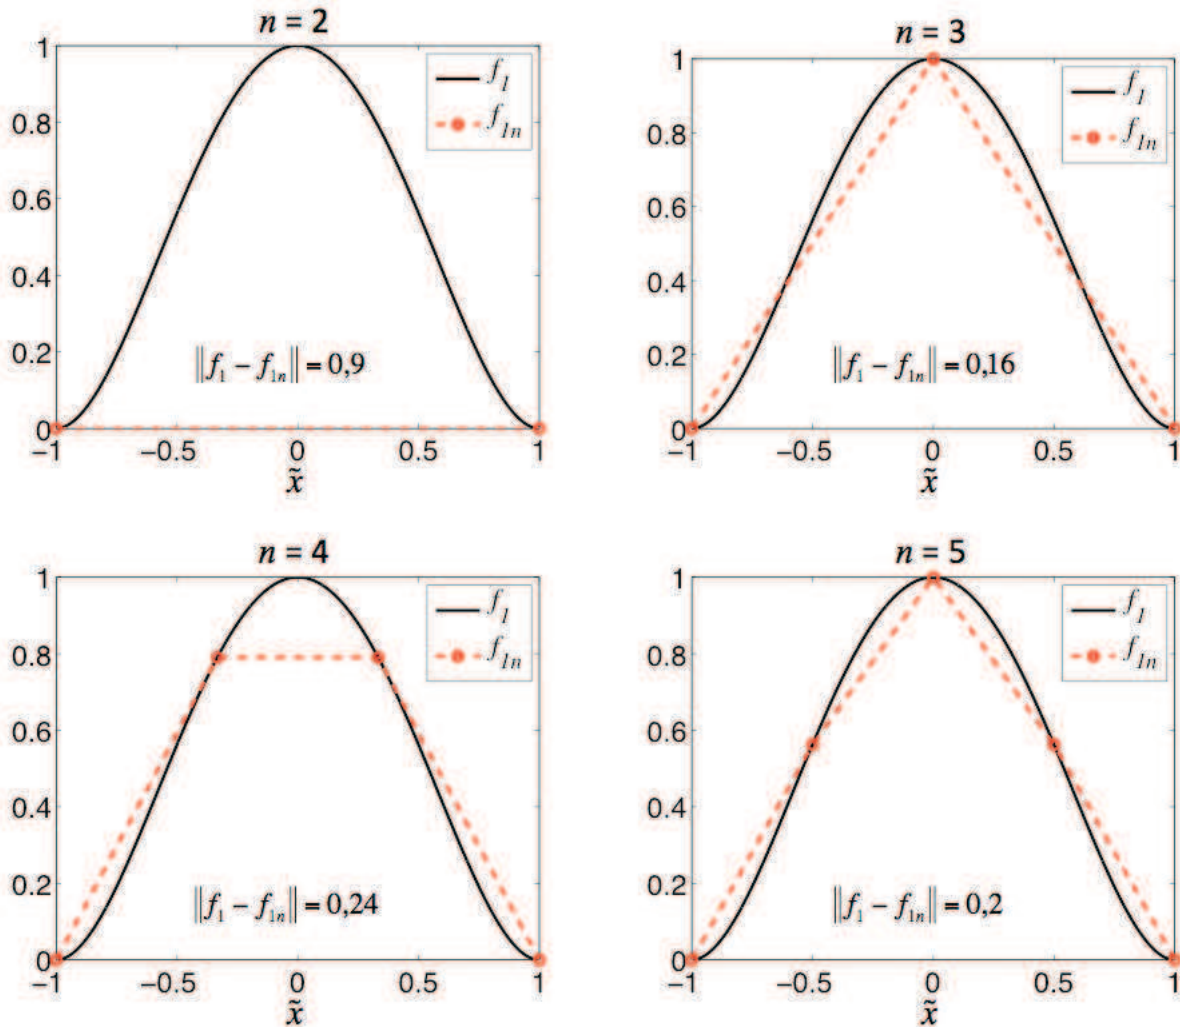 n = 2
1
0.8
0.6
0.4
0.2
0
−1
−0.5
0
0.5
1
x̃
f1
f1n
‖f1 − f1n‖ = 0,9
n = 3
1
0.8
0.6
0.4
0.2
0
−1
−0.5
0
0.5
1
x̃
f1
f1n
‖f1 − f1n‖ = 0,16
n = 4
1
0.8
0.6
0.4
0.2
0
−1
−0.5
0
0.5
1
x̃
f1
f1n
‖f1 − f1n‖ = 0,24
n = 5
1
0.8
0.6
0.4
0.2
0
−1
−0.5
0
0.5
1
x̃
f1
f1n
‖f1 − f1n‖ = 0,2